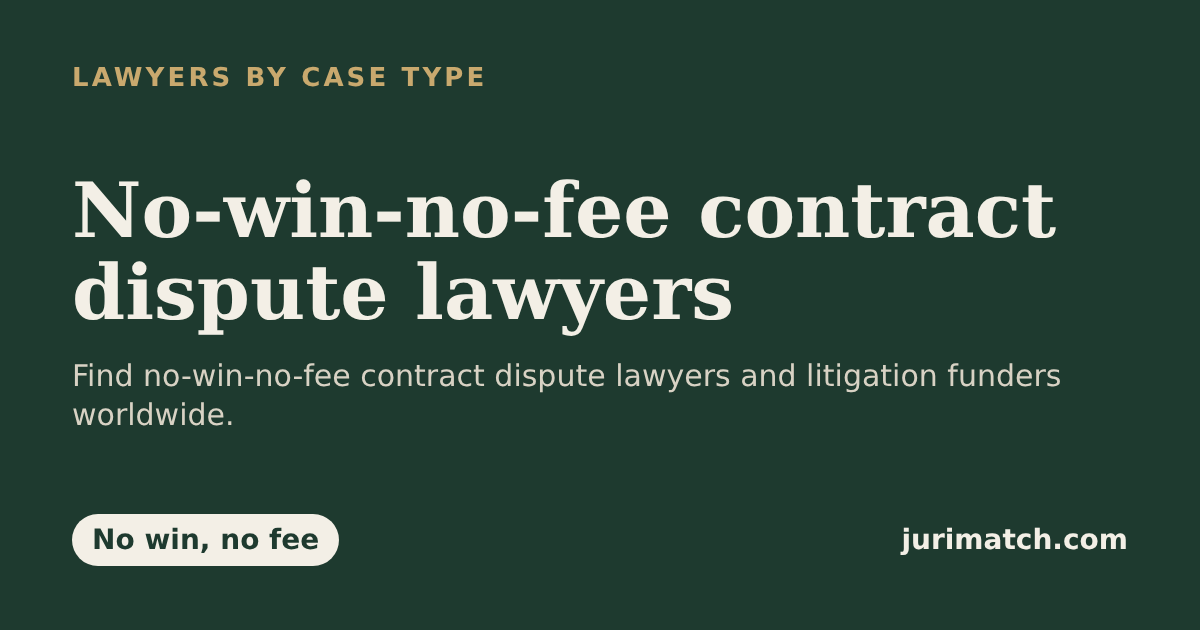 LAWYERS BY CASE TYPE
No-win-no-fee contract
dispute lawyers
Find no-win-no-fee contract dispute lawyers and litigation funders
worldwide.
No win, no fee
jurimatch.com